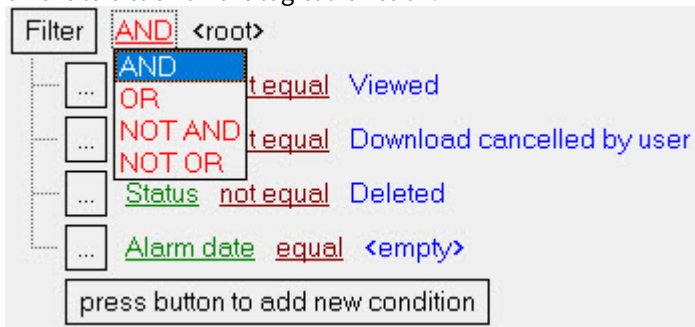 Filter AND <root>
AND
... t equal Viewed
OR
NOT AND
... t equal Download cancelled by user
NOT OR
... Status not equal Deleted
... Alarm date equal <empty>
press button to add new condition